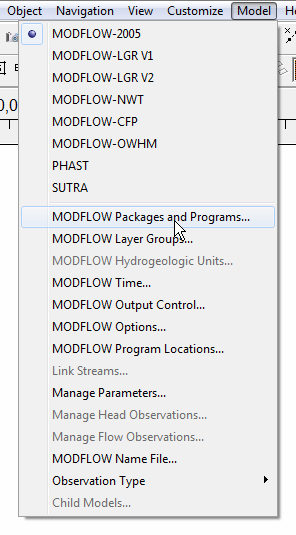 Object Navigation View Customize Model He
0,0
MODFLOW-2005
MODFLOW-LGR V1
MODFLOW-LGR V2
MODFLOW-NWT
MODFLOW-CFP
MODFLOW-OWHM
PHAST
SUTRA
MODFLOW Packages and Programs...
MODFLOW Layer Groups...
MODFLOW Hydrogeologic Units...
MODFLOW Time...
MODFLOW Output Control...
MODFLOW Options...
MODFLOW Program Locations...
Link Streams...
Manage Parameters...
Manage Head Observations...
Manage Flow Observations...
MODFLOW Name File...
Observation Type
Child Models...